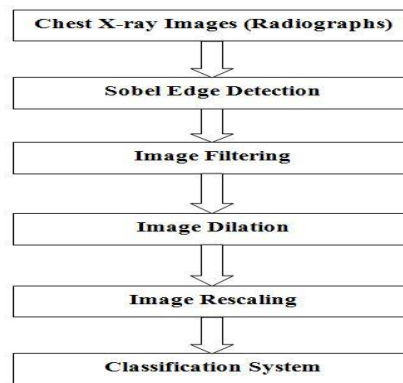 Chest X-ray Images (Radiographs)
Sobel Edge Detection
Image Filtering
Image Dilation
Image Rescaling
Classification System